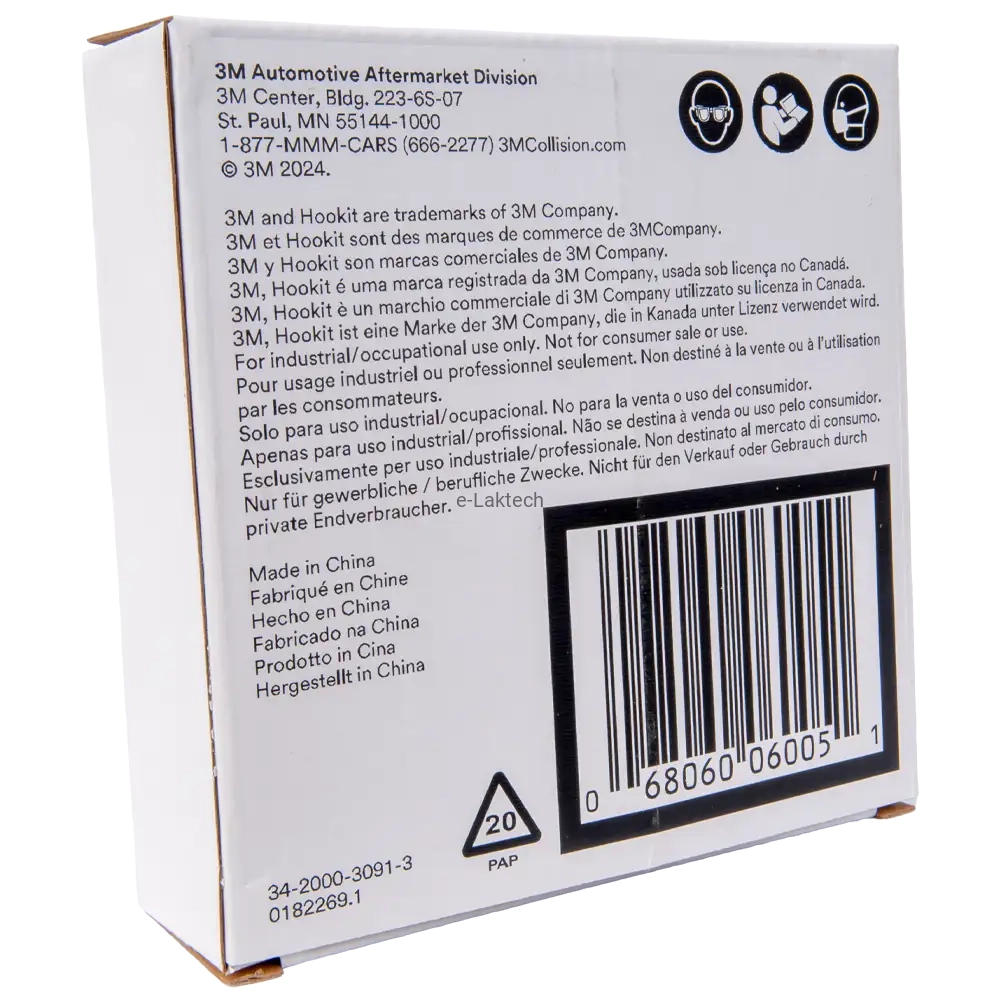 3M Automotive Aftermarket Division
3M Center, Bldg. 223-6S-07
St. Paul, MN 55144-1000
1-877-MMM-CARS (666-2277) 3MCollision.com
© 3M 2024.
3M and Hookit are trademarks of 3M Company.
3M et Hookit sont des marques de commerce de 3MCompany.
3M y Hookit son marcas comerciales de 3M Company.
3M, Hookit é uma marca registrada da 3M Company, usada sob licença no Canadá.
3M, Hookit è un marchio commerciale di 3M Company utilizzato su licenza in Canada.
3M, Hookit ist eine Marke der 3M Company, die in Kanada unter Lizenz verwendet wird.
For industrial/occupational use only. Not for consumer sale or use.
Pour usage industriel ou professionnel seulement. Non destiné à la vente ou à l'utilisation
par les consommateurs.
Solo para uso industrial/ocupacional. No para la venta o uso del consumidor.
Apenas para uso industrial/profissional. Não se destina à venda ou uso pelo consumidor.
Esclusivamente per uso industriale/professionale. Non destinato al mercato di consumo.
Nur für gewerbliche / berufliche Zwecke. Nicht für den Verkauf oder Gebrauch durch
private Endverbraucher.
e-Laktech
Made in China
Fabriqué en Chine
Hecho en China
Fabricado na China
Prodotto in Cina
Hergestellt in China
0 68060 06005 1
20
PAP
34-2000-3091-3
0182269.1